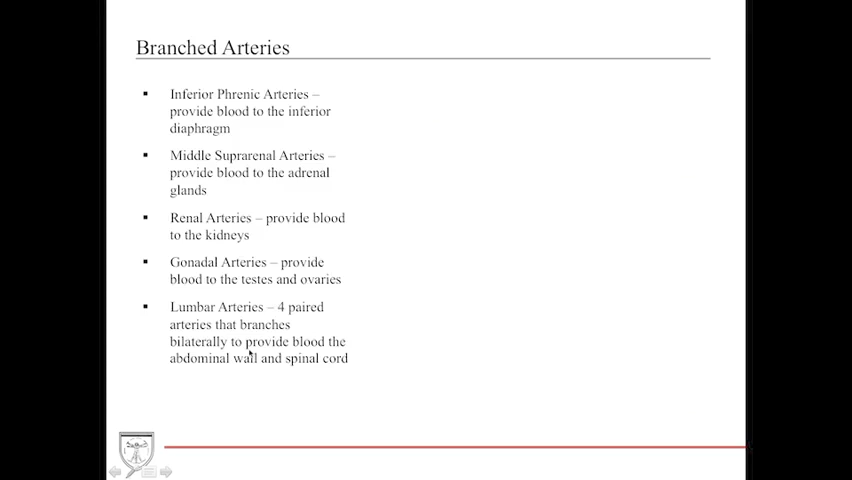 Branched Arteries
▪ Inferior Phrenic Arteries –
provide blood to the inferior
diaphragm
▪ Middle Suprarenal Arteries –
provide blood to the adrenal
glands
▪ Renal Arteries – provide blood
to the kidneys
▪ Gonadal Arteries – provide
blood to the testes and ovaries
▪ Lumbar Arteries – 4 paired
arteries that branches
bilaterally to provide blood the
abdominal wall and spinal cord